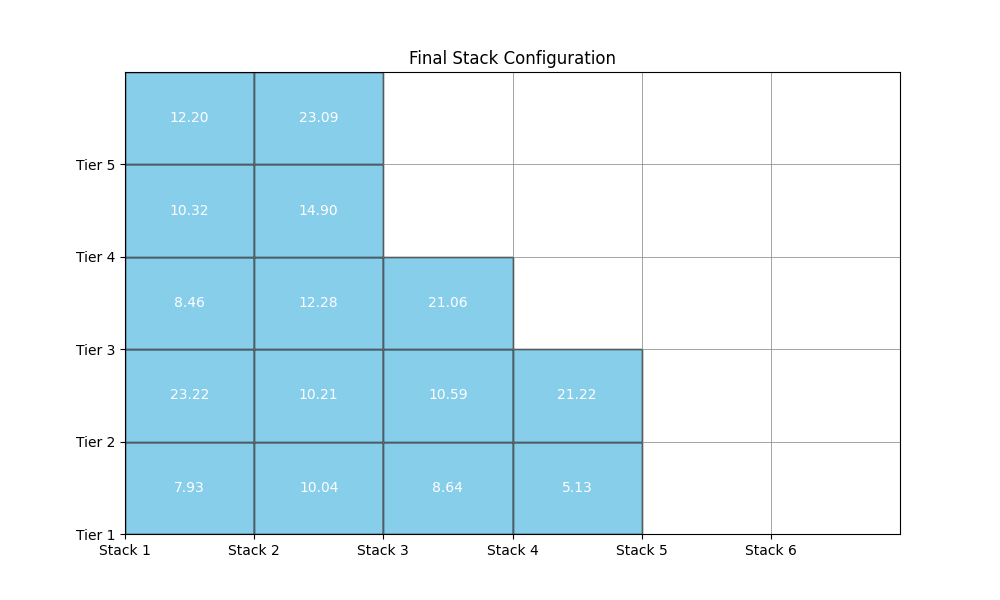 Final Stack Configuration
12.20 23.09
Tier 5
10.32 14.90
Tier 4
8.46 12.28 21.06
Tier 3
23.22 10.21 10.59 21.22
Tier 2
7.93 10.04 8.64 5.13
Tier 1
Stack 1 Stack 2 Stack 3 Stack 4 Stack 5 Stack 6